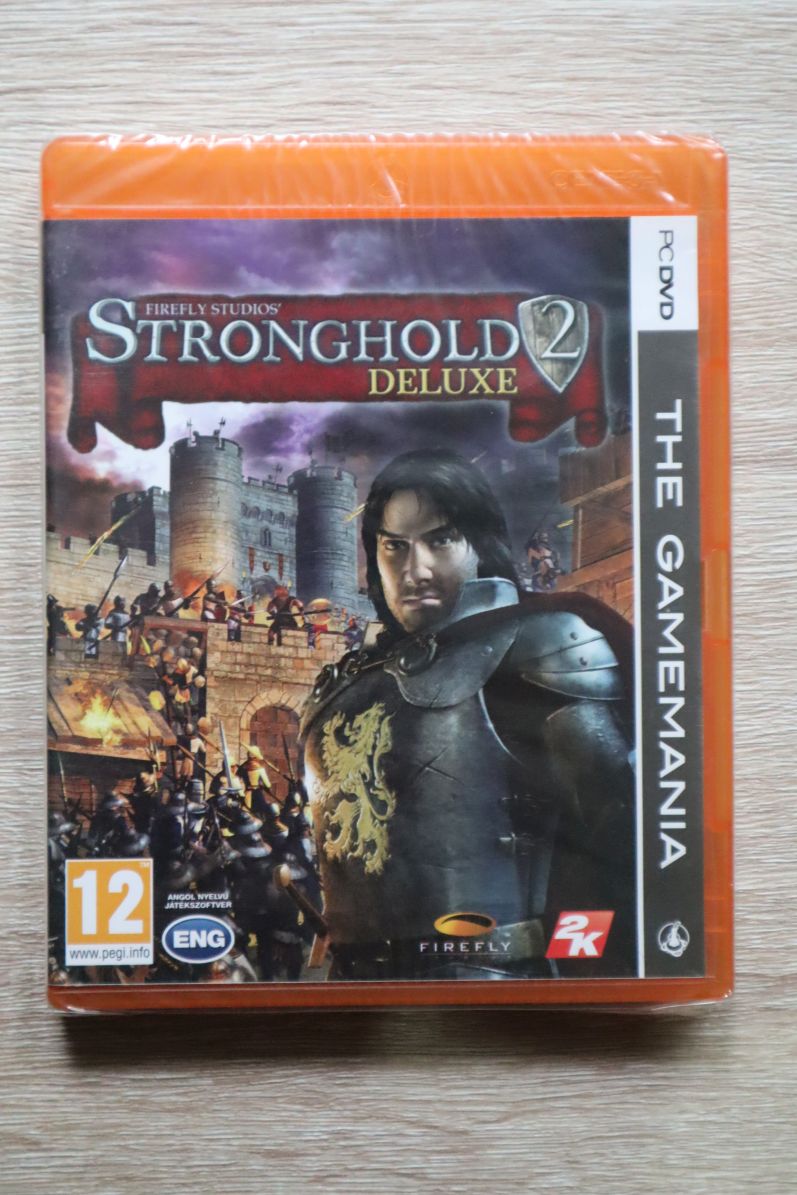 PC DVD
FIREFLY STUDIOS'
STRONGHOLD 2
DELUXE
THE GAMEMANIA
12
™
www.pegi.info
ANGOL NYELVŰ
JÁTÉKSZOFTVER
ENG
FIREFLY
2K